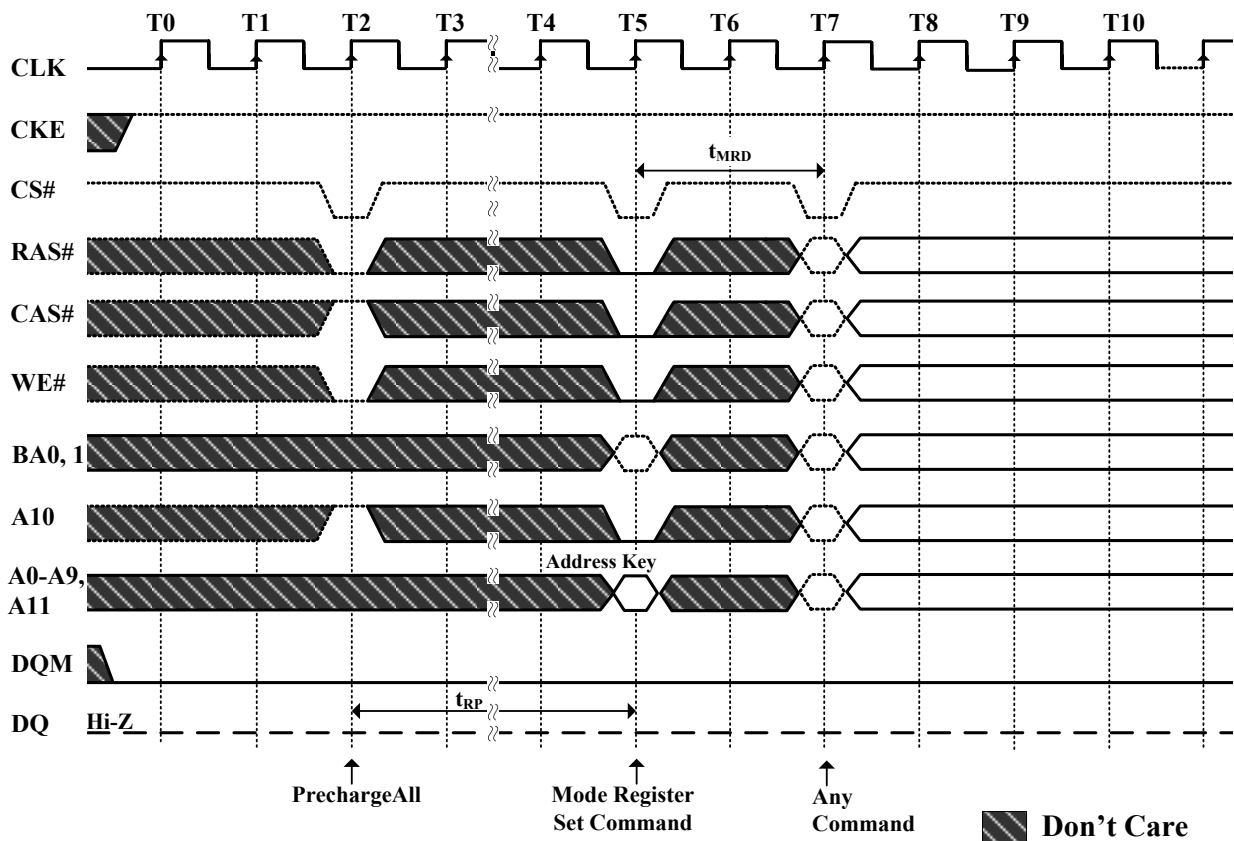 T0 T1 T2 T3 T4 T5 T6 T7 T8 T9 T10
CLK
CKE
tMRD
CS#
RAS#
CAS#
WE#
BA0, 1
A10
Address Key
A0-A9,
A11
DQM
tRP
DQ Hi-Z
PrechargeAll
Mode Register
Set Command
Any
Command
Don't Care